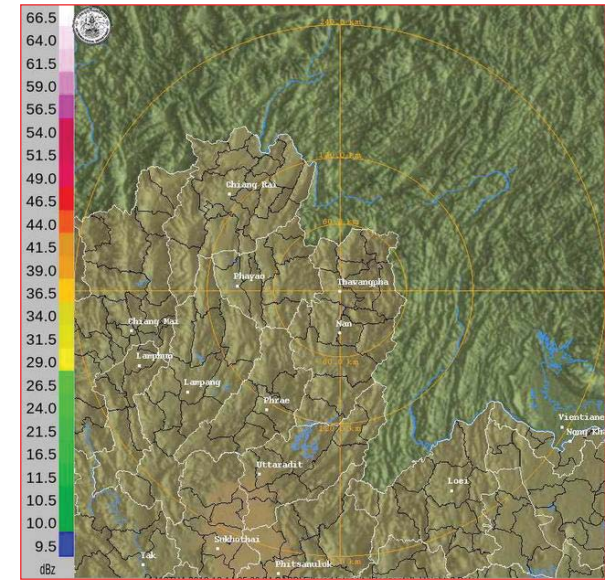 66.5
64.0
61.5
59.0
56.5
54.0
51.5
49.0
46.5
44.0
41.5
39.0
36.5
34.0
31.5
29.0
26.5
24.0
21.5
16.5
11.5
10.5
10.0
9.5
dBz
Chiang Rai
Phayao
Thawangpha
Chiang Mai
Nan
Lamphun
Lampang
Phrae
Vientiane
Nong Kha
Uttaradit
Loei
Sukhothai
Tak
Phitsanulok